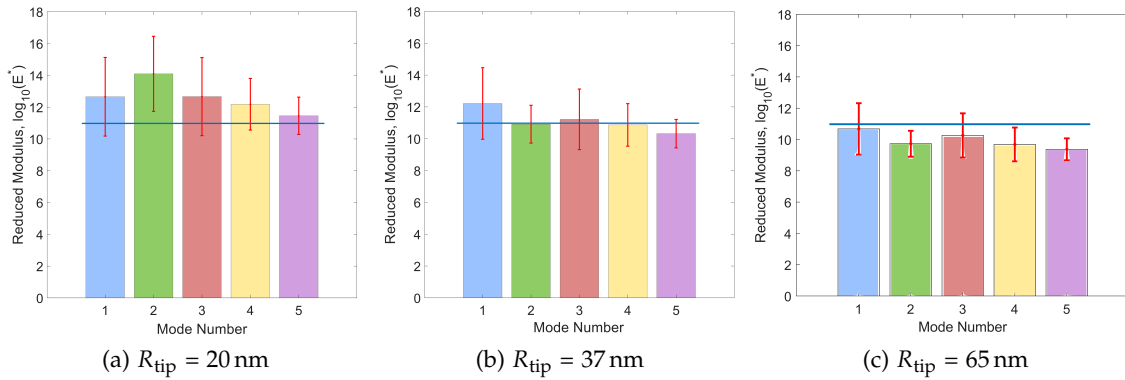 18
16
14
12
10
8
6
4
2
0
Reduced Modulus, log10(E*)
1 2 3 4 5
Mode Number
(a) Rtip = 20 nm
18
16
14
12
10
8
6
4
2
0
Reduced Modulus, log10(E*)
1 2 3 4 5
Mode Number
(b) Rtip = 37 nm
18
16
14
12
10
8
6
4
2
0
Reduced Modulus, log10(E*)
1 2 3 4 5
Mode Number
(c) Rtip = 65 nm